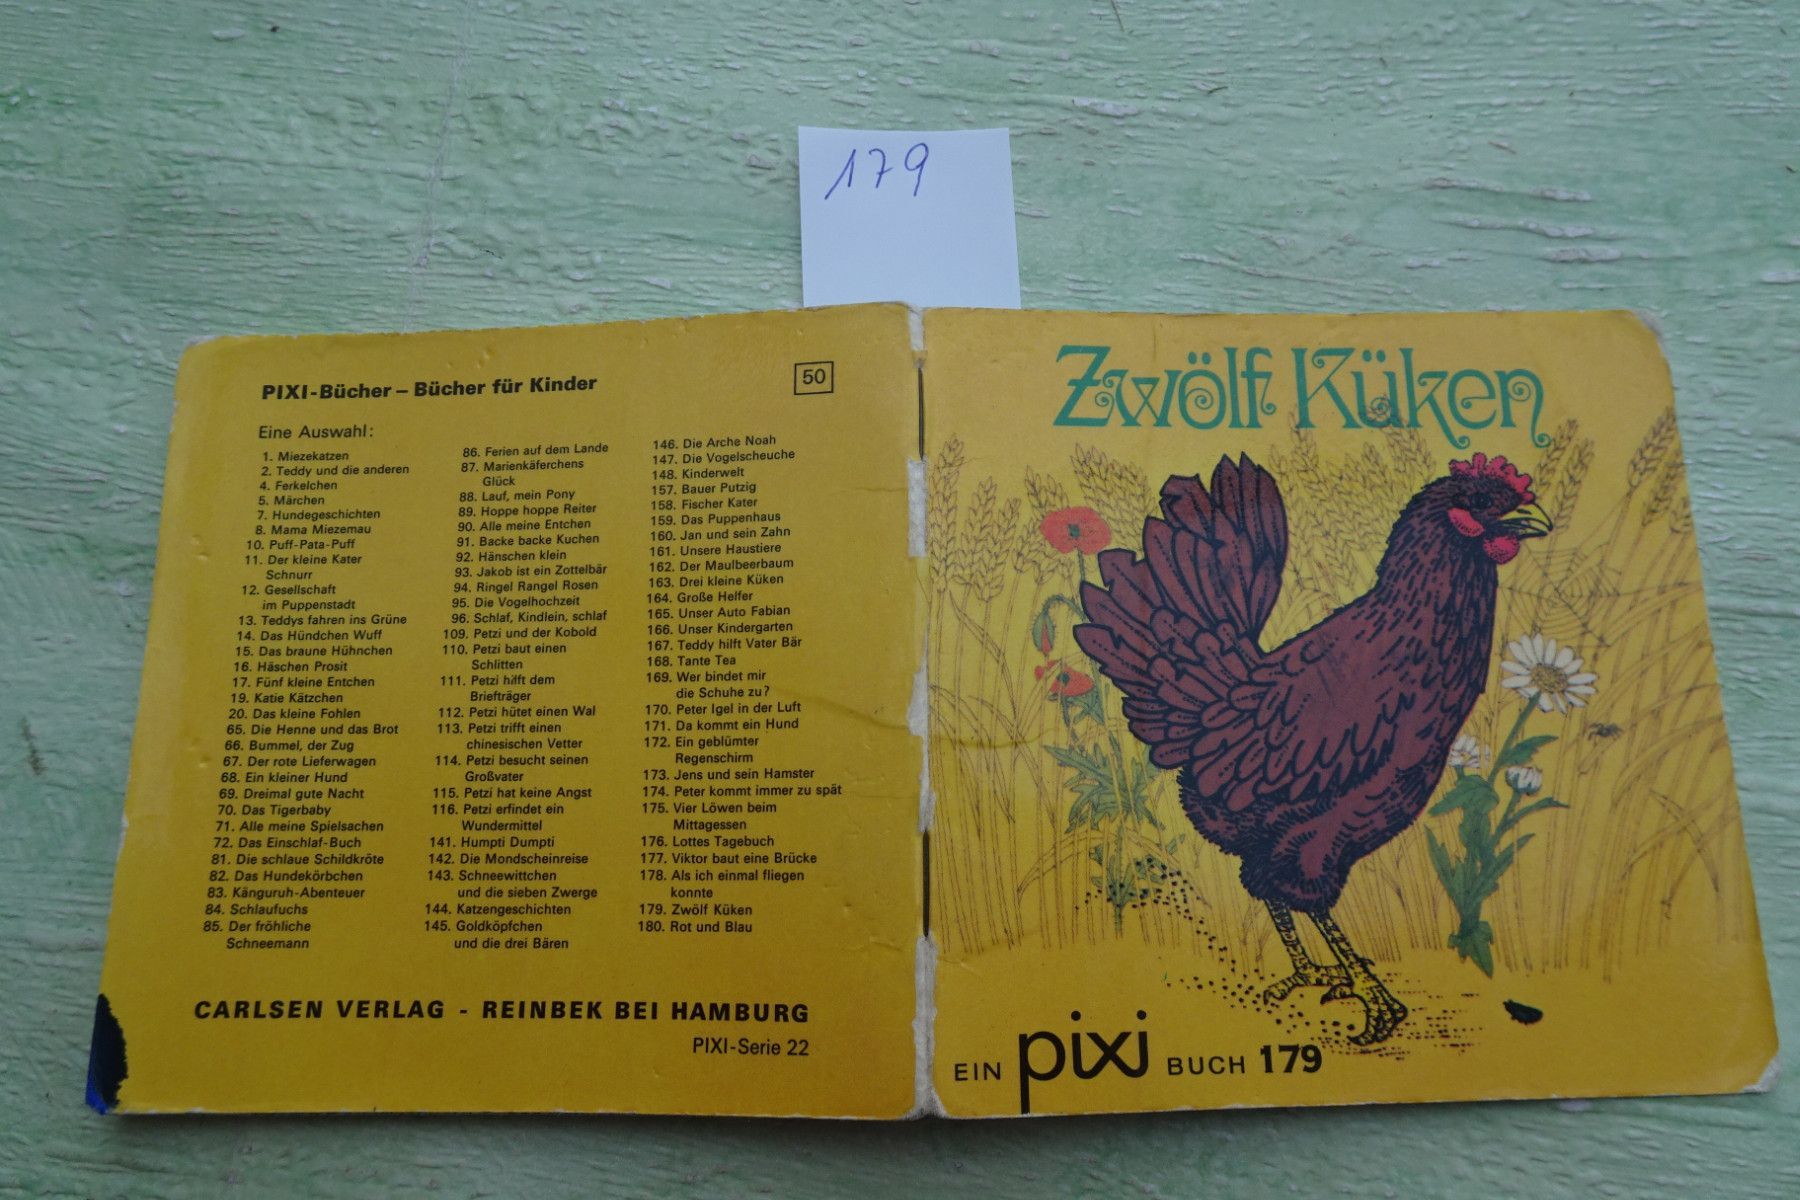 179
PIXI-Bücher – Bücher für Kinder
50
Eine Auswahl:
1. Miezekatzen
2. Teddy und die anderen
4. Ferkelchen
5. Märchen
7. Hundegeschichten
8. Mama Miezemau
10. Puff-Pata-Puff
11. Der kleine Kater
Schnurr
12. Gesellschaft
im Puppenstadt
13. Teddys fahren ins Grüne
14. Das Hündchen Wuff
15. Das braune Hühnchen
16. Häschen Prosit
17. Fünf kleine Entchen
19. Katie Kätzchen
20. Das kleine Fohlen
65. Die Henne und das Brot
66. Bummel, der Zug
67. Der rote Lieferwagen
68. Ein kleiner Hund
69. Dreimal gute Nacht
70. Das Tigerbaby
71. Alle meine Spielsachen
72. Das Einschlaf-Buch
81. Die schlaue Schildkröte
82. Das Hundekörbchen
83. Känguruh-Abenteuer
84. Schlaufuchs
85. Der fröhliche
Schneemann
86. Ferien auf dem Lande
87. Marienkäferchens
Glück
88. Lauf, mein Pony
89. Hoppe hoppe Reiter
90. Alle meine Entchen
91. Backe backe Kuchen
92. Hänschen klein
93. Jakob ist ein Zottelbär
94. Ringel Rangel Rosen
95. Die Vogelhochzeit
96. Schlaf, Kindlein, schlaf
109. Petzi und der Kobold
110. Petzi baut einen
Schlitten
111. Petzi hilft dem
Briefträger
112. Petzi hütet einen Wal
113. Petzi trifft einen
chinesischen Vetter
114. Petzi besucht seinen
Großvater
115. Petzi hat keine Angst
116. Petzi erfindet ein
Wundermittel
141. Humpti Dumpti
142. Die Mondscheinreise
143. Schneewittchen
und die sieben Zwerge
144. Katzengeschichten
145. Goldköpfchen
und die drei Bären
146. Die Arche Noah
147. Die Vogelscheuche
148. Kinderwelt
157. Bauer Putzig
158. Fischer Kater
159. Das Puppenhaus
160. Jan und sein Zahn
161. Unsere Haustiere
162. Der Maulbeerbaum
163. Drei kleine Küken
164. Große Helfer
165. Unser Auto Fabian
166. Unser Kindergarten
167. Teddy hilft Vater Bär
168. Tante Tea
169. Wer bindet mir
die Schuhe zu?
170. Peter Igel in der Luft
171. Da kommt ein Hund
172. Ein geblümter
Regenschirm
173. Jens und sein Hamster
174. Peter kommt immer zu spät
175. Vier Löwen beim
Mittagessen
176. Lottes Tagebuch
177. Viktor baut eine Brücke
178. Als ich einmal fliegen
konnte
179. Zwölf Küken
180. Rot und Blau
CARLSEN VERLAG - REINBEK BEI HAMBURG
PIXI-Serie 22
Zwölf Küken
EIN pixi BUCH 179